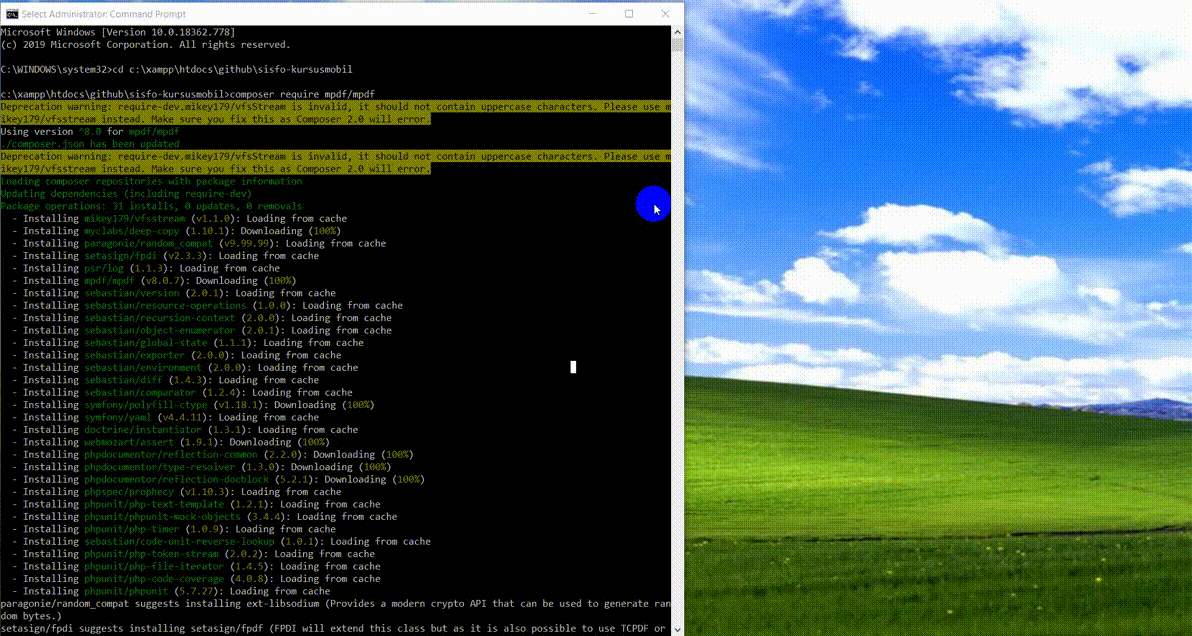 Select Administrator: Command Prompt
Microsoft Windows [Version 10.0.18362.778]
(c) 2019 Microsoft Corporation. All rights reserved.
C:\WINDOWS\system32>cd c:\xampp\htdocs\github\sisfo-kursusmobil
c:\xampp\htdocs\github\sisfo-kursusmobil>composer require mpdf/mpdf
Deprecation warning: require-dev.mikey179/vfsStream is invalid, it should not contain uppercase characters. Please use m
ikey179/vfsstream instead. Make sure you fix this as Composer 2.0 will error.
Using version ^8.0 for mpdf/mpdf
./composer.json has been updated
Deprecation warning: require-dev.mikey179/vfsStream is invalid, it should not contain uppercase characters. Please use m
ikey179/vfsstream instead. Make sure you fix this as Composer 2.0 will error.
Loading composer repositories with package information
Updating dependencies (including require-dev)
Package operations: 31 installs, 0 updates, 0 removals
- Installing mikey179/vfsstream (v1.1.0): Loading from cache
- Installing myclabs/deep-copy (1.10.1): Downloading (100%)
- Installing paragonie/random_compat (v9.99.99): Loading from cache
- Installing setasign/fpdi (v2.3.3): Loading from cache
- Installing psr/log (1.1.3): Loading from cache
- Installing mpdf/mpdf (v8.0.7): Downloading (100%)
- Installing sebastian/version (2.0.1): Loading from cache
- Installing sebastian/resource-operations (1.0.0): Loading from cache
- Installing sebastian/recursion-context (2.0.0): Loading from cache
- Installing sebastian/object-enumerator (2.0.1): Loading from cache
- Installing sebastian/global-state (1.1.1): Loading from cache
- Installing sebastian/exporter (2.0.0): Loading from cache
- Installing sebastian/environment (2.0.0): Loading from cache
- Installing sebastian/diff (1.4.3): Loading from cache
- Installing sebastian/comparator (1.2.4): Loading from cache
- Installing symfony/polyfill-ctype (v1.18.1): Downloading (100%)
- Installing symfony/yaml (v4.4.11): Loading from cache
- Installing doctrine/instantiator (1.3.1): Loading from cache
- Installing webmozart/assert (1.9.1): Downloading (100%)
- Installing phpdocumentor/reflection-common (2.2.0): Downloading (100%)
- Installing phpdocumentor/type-resolver (1.3.0): Downloading (100%)
- Installing phpdocumentor/reflection-docblock (5.2.1): Downloading (100%)
- Installing phpspec/prophecy (v1.10.3): Loading from cache
- Installing phpunit/php-text-template (1.2.1): Loading from cache
- Installing phpunit/phpunit-mock-objects (3.4.4): Loading from cache
- Installing phpunit/php-timer (1.0.9): Loading from cache
- Installing sebastian/code-unit-reverse-lookup (1.0.1): Loading from cache
- Installing phpunit/php-token-stream (2.0.2): Loading from cache
- Installing phpunit/php-file-iterator (1.4.5): Loading from cache
- Installing phpunit/php-code-coverage (4.0.8): Loading from cache
- Installing phpunit/phpunit (5.7.27): Loading from cache
paragonie/random_compat suggests installing ext-libsodium (Provides a modern crypto API that can be used to generate ran
dom bytes.)
setasign/fpdi suggests installing setasign/fpdf (FPDI will extend this class but as it is also possible to use TCPDF or